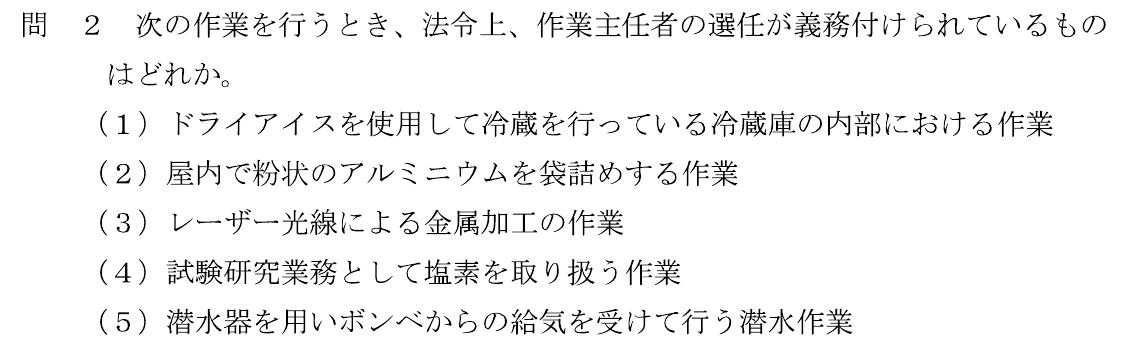 問　２　次の作業を行うとき、法令上、作業主任者の選任が義務付けられているもの
はどれか。
（１）ドライアイスを使用して冷蔵を行っている冷蔵庫の内部における作業
（２）屋内で粉状のアルミニウムを袋詰めする作業
（３）レーザー光線による金属加工の作業
（４）試験研究業務として塩素を取り扱う作業
（５）潜水器を用いボンベからの給気を受けて行う潜水作業